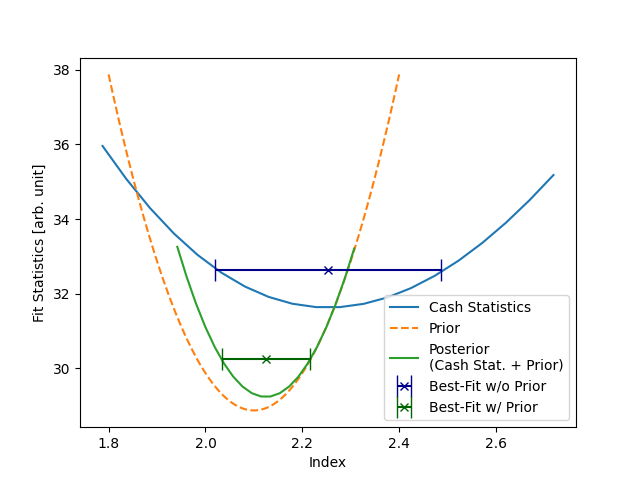 38
36
34
32
30
Fit Statistics [arb. unit]
1.8
2.0
2.2
2.4
2.6
Index
Cash Statistics
Prior
Posterior
(Cash Stat. + Prior)
Best-Fit w/o Prior
Best-Fit w/ Prior